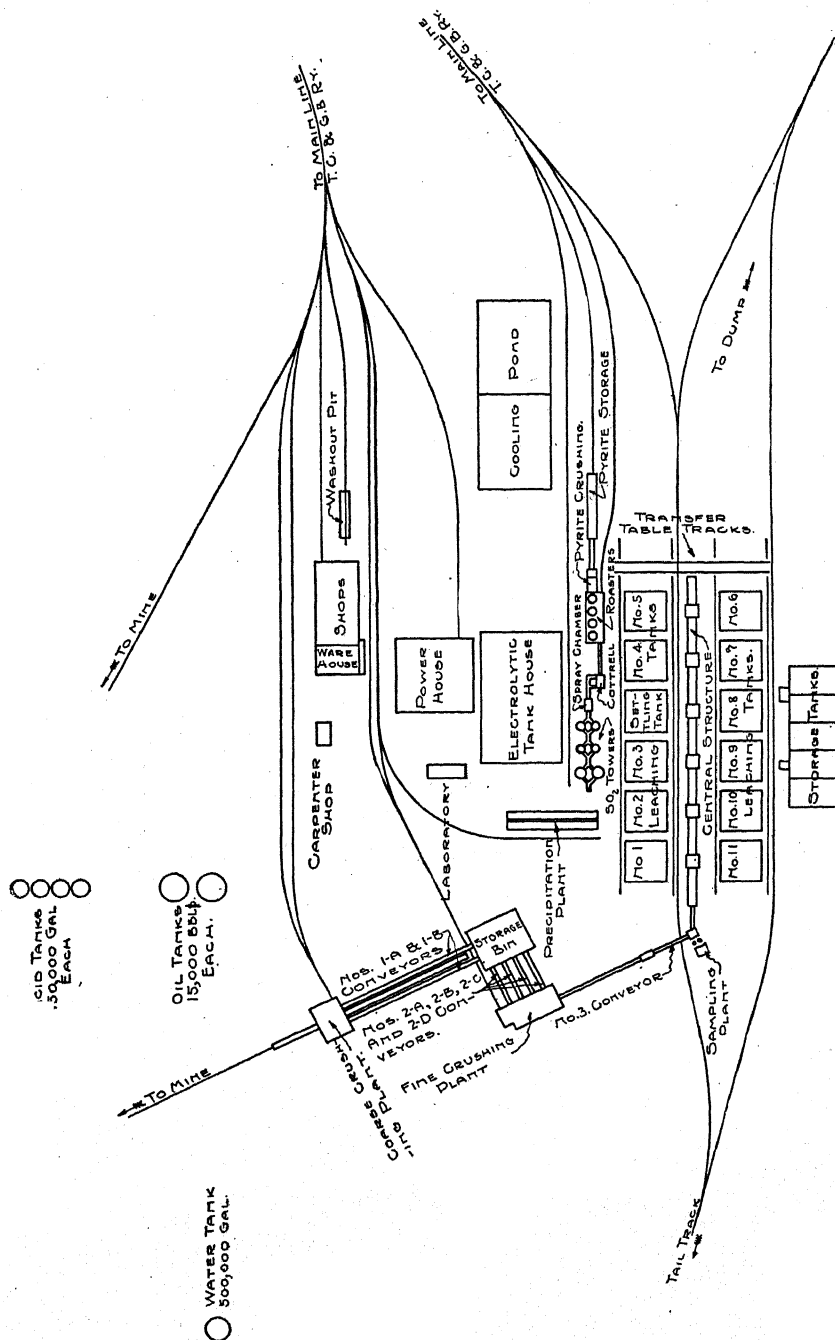 To Main Line
T.C. & G.B. Ry.
To Main Line
T.C. & G.B. Ry.
To Mine
Washout Pit
Shops
Ware
House
Carpenter
Shop
Power
House
Laboratory
Electrolytic
Tank House
Cooling Pond
Pyrite Crushing.
Pyrite Storage
Spray Chamber
Roasters
Cottrell
SO2 Towers
Precipitation
Plant
To Dump
Transfer
Table Tracks.
No. 1
No. 2
No. 3
Settling
Tank
No. 4
No. 5
Leaching
Tanks
Central Structure
No. 11
No. 10
No. 9
No. 8
No. 7
No. 6
Leaching
Tanks.
Storage Tanks
cid Tanks
50,000 Gal
Each
Oil Tanks
15,000 Bbls.
Each.
Water Tank
500,000 Gal.
To Mine
Coarse Crush-
ing Plant.
Nos. 1-A & 1-B
Conveyors
Storage
Bin
Nos. 2-A, 2-B, 2-C
And 2-D Con-
veyors.
Fine Crushing
Plant
No. 3. Conveyor
Sampling
Plant
Tail Track